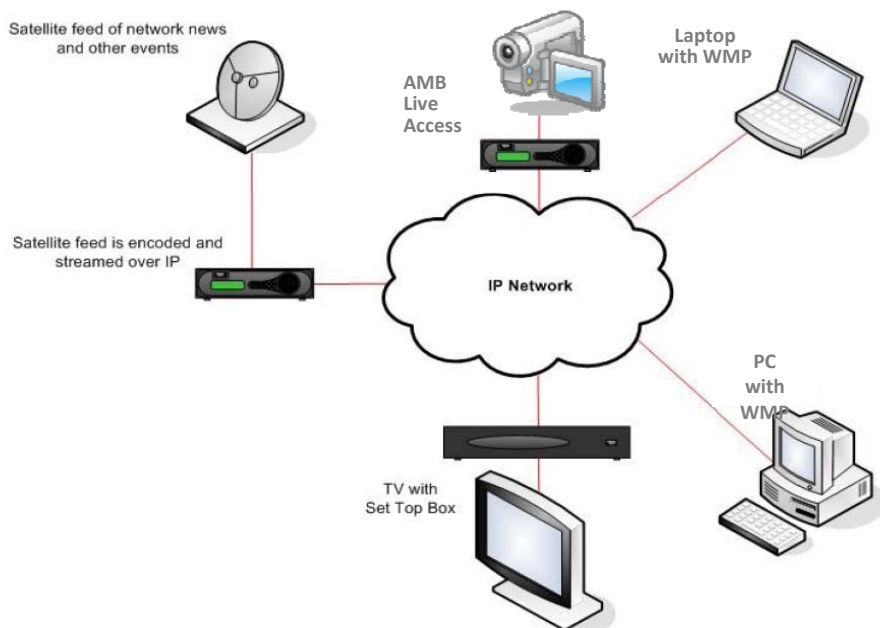 Satellite feed of network news
and other events
AMB
Live
Access
Laptop
with WMP
Satellite feed is encoded and
streamed over IP
IP Network
PC
with
WMP
TV with
Set Top Box